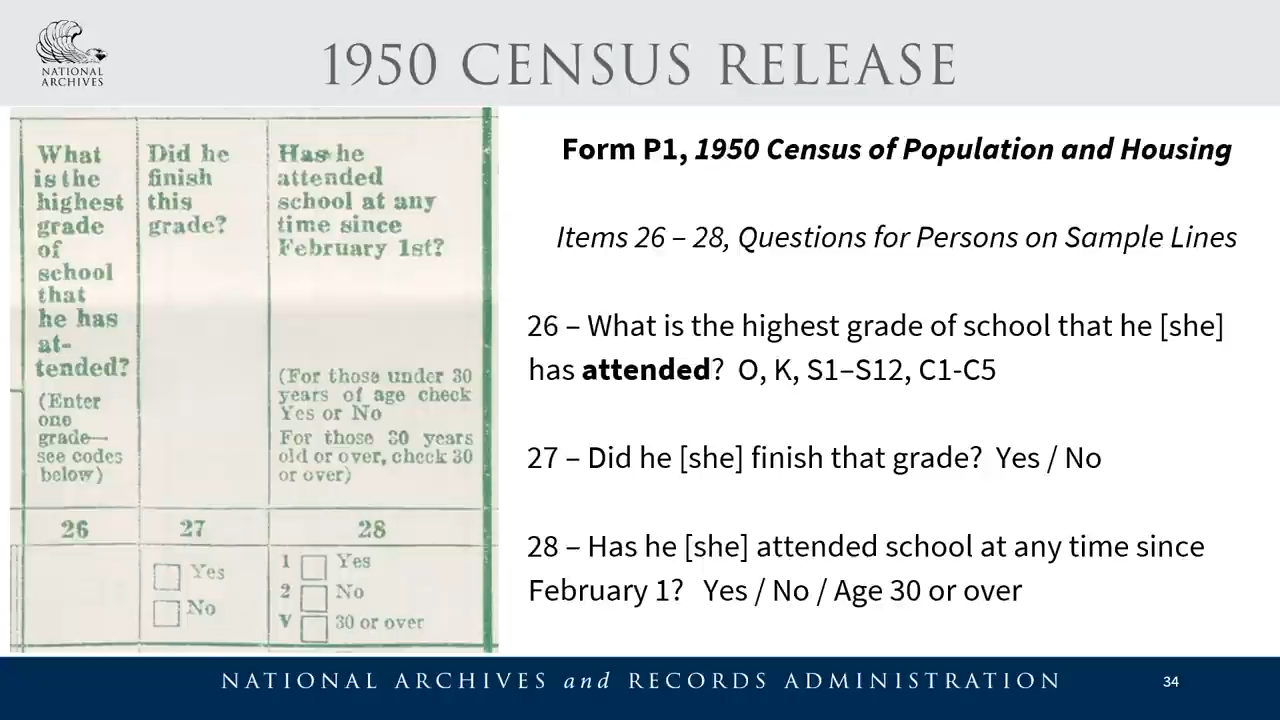 NATIONAL
ARCHIVES
1950 CENSUS RELEASE
What
is the
highest
grade
of
school
that
he has
at-
tended?
(Enter
one
grade—
see codes
below)
26
Did he
finish
this
grade?
27
Yes
No
Has he
attended
school at any
time since
February 1st?
(For those under 30
years of age check
Yes or No
For those 30 years
old or over, check 30
or over)
28
1 Yes
2 No
V 30 or over
Form P1, 1950 Census of Population and Housing
Items 26 – 28, Questions for Persons on Sample Lines
26 – What is the highest grade of school that he [she]
has attended? O, K, S1–S12, C1-C5
27 – Did he [she] finish that grade? Yes / No
28 – Has he [she] attended school at any time since
February 1? Yes / No / Age 30 or over
NATIONAL ARCHIVES and RECORDS ADMINISTRATION
34